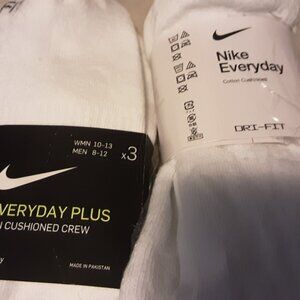 WMN 10-13
MEN 8-12
x3
EVERYDAY PLUS
CUSHIONED CREW
MADE IN PAKISTAN
Nike
Everyday
Cotton Cushioned
DRI-FIT